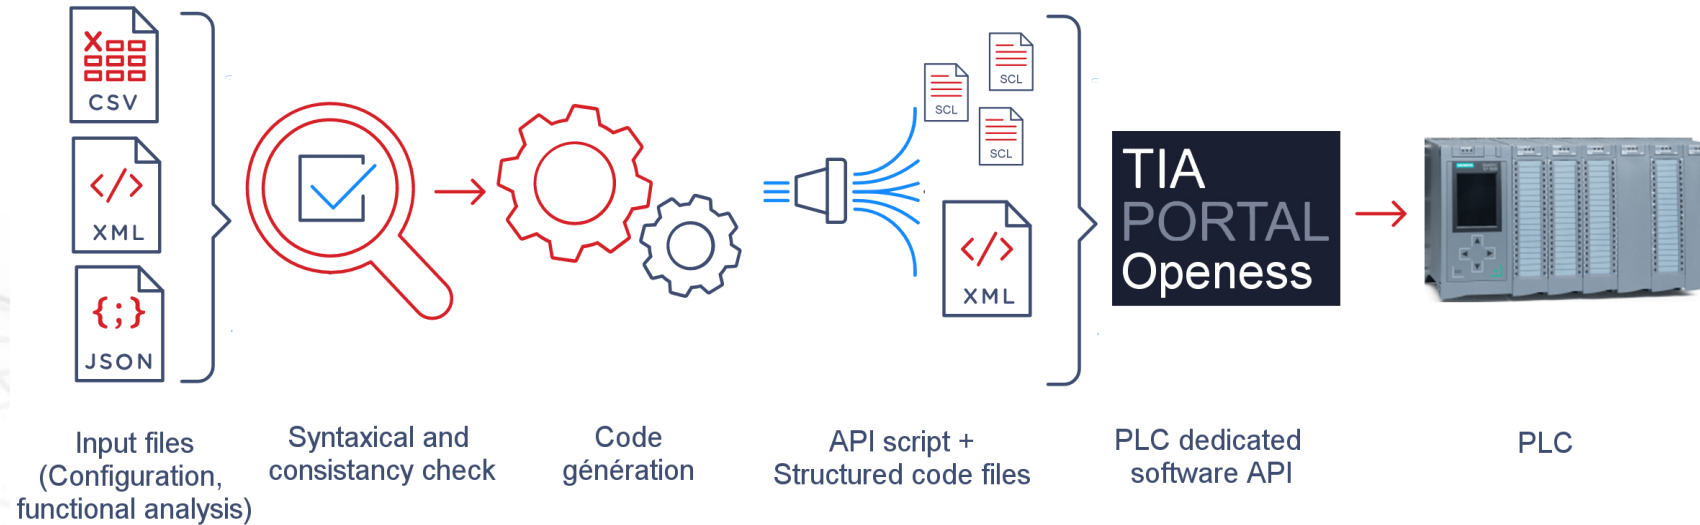 CSV
XML
JSON
SCL
SCL
SCL
XML
TIA
PORTAL
Openess
Input files
(Configuration,
functional analysis)
Syntaxical and
consistancy check
Code
génération
API script +
Structured code files
PLC dedicated
software API
PLC